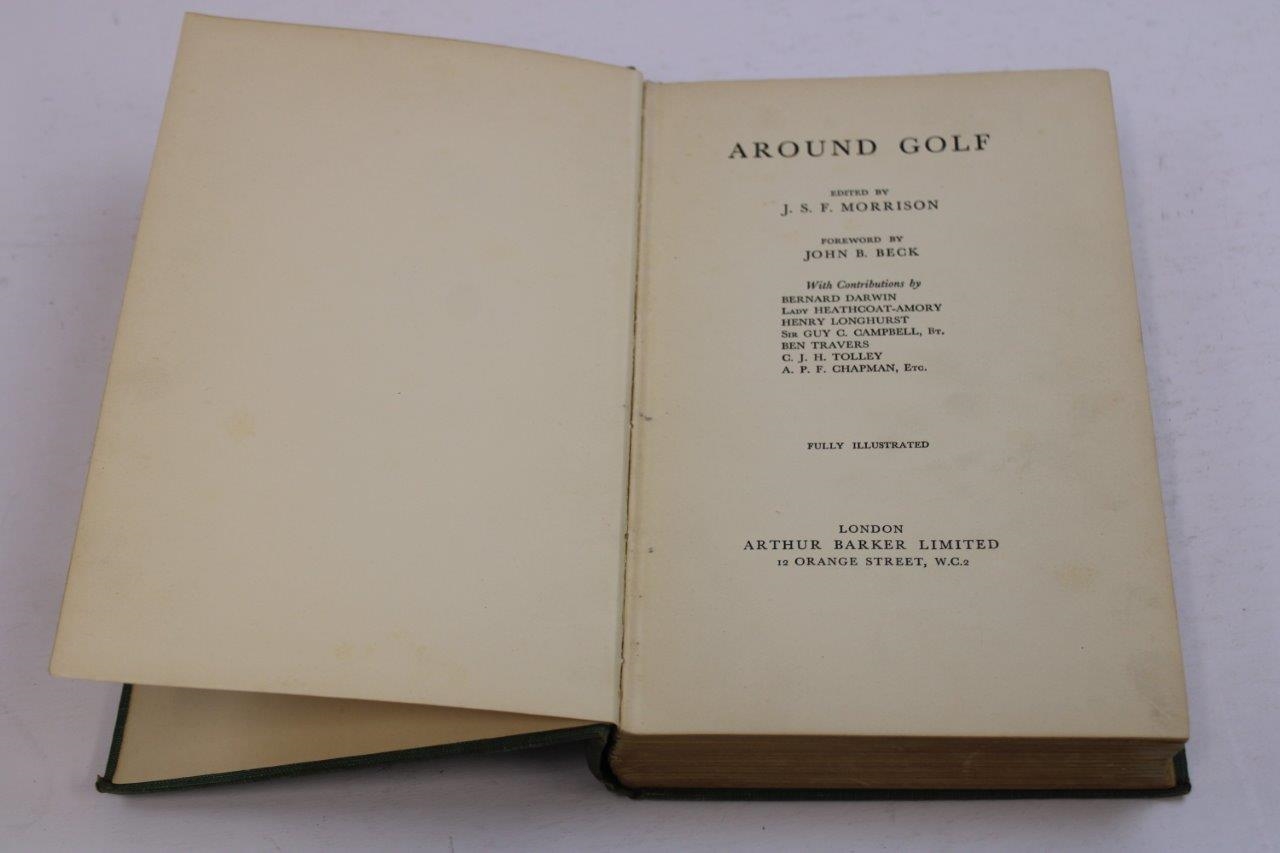 AROUND GOLF
EDITED BY
J. S. F. MORRISON
FOREWORD BY
JOHN B. BECK
With Contributions by
BERNARD DARWIN
LADY HEATHCOAT-AMORY
HENRY LONGHURST
SIR GUY C. CAMPBELL, BT.
BEN TRAVERS
C. J. H. TOLLEY
A. P. F. CHAPMAN, ETC.
FULLY ILLUSTRATED
LONDON
ARTHUR BARKER LIMITED
12 ORANGE STREET, W.C.2